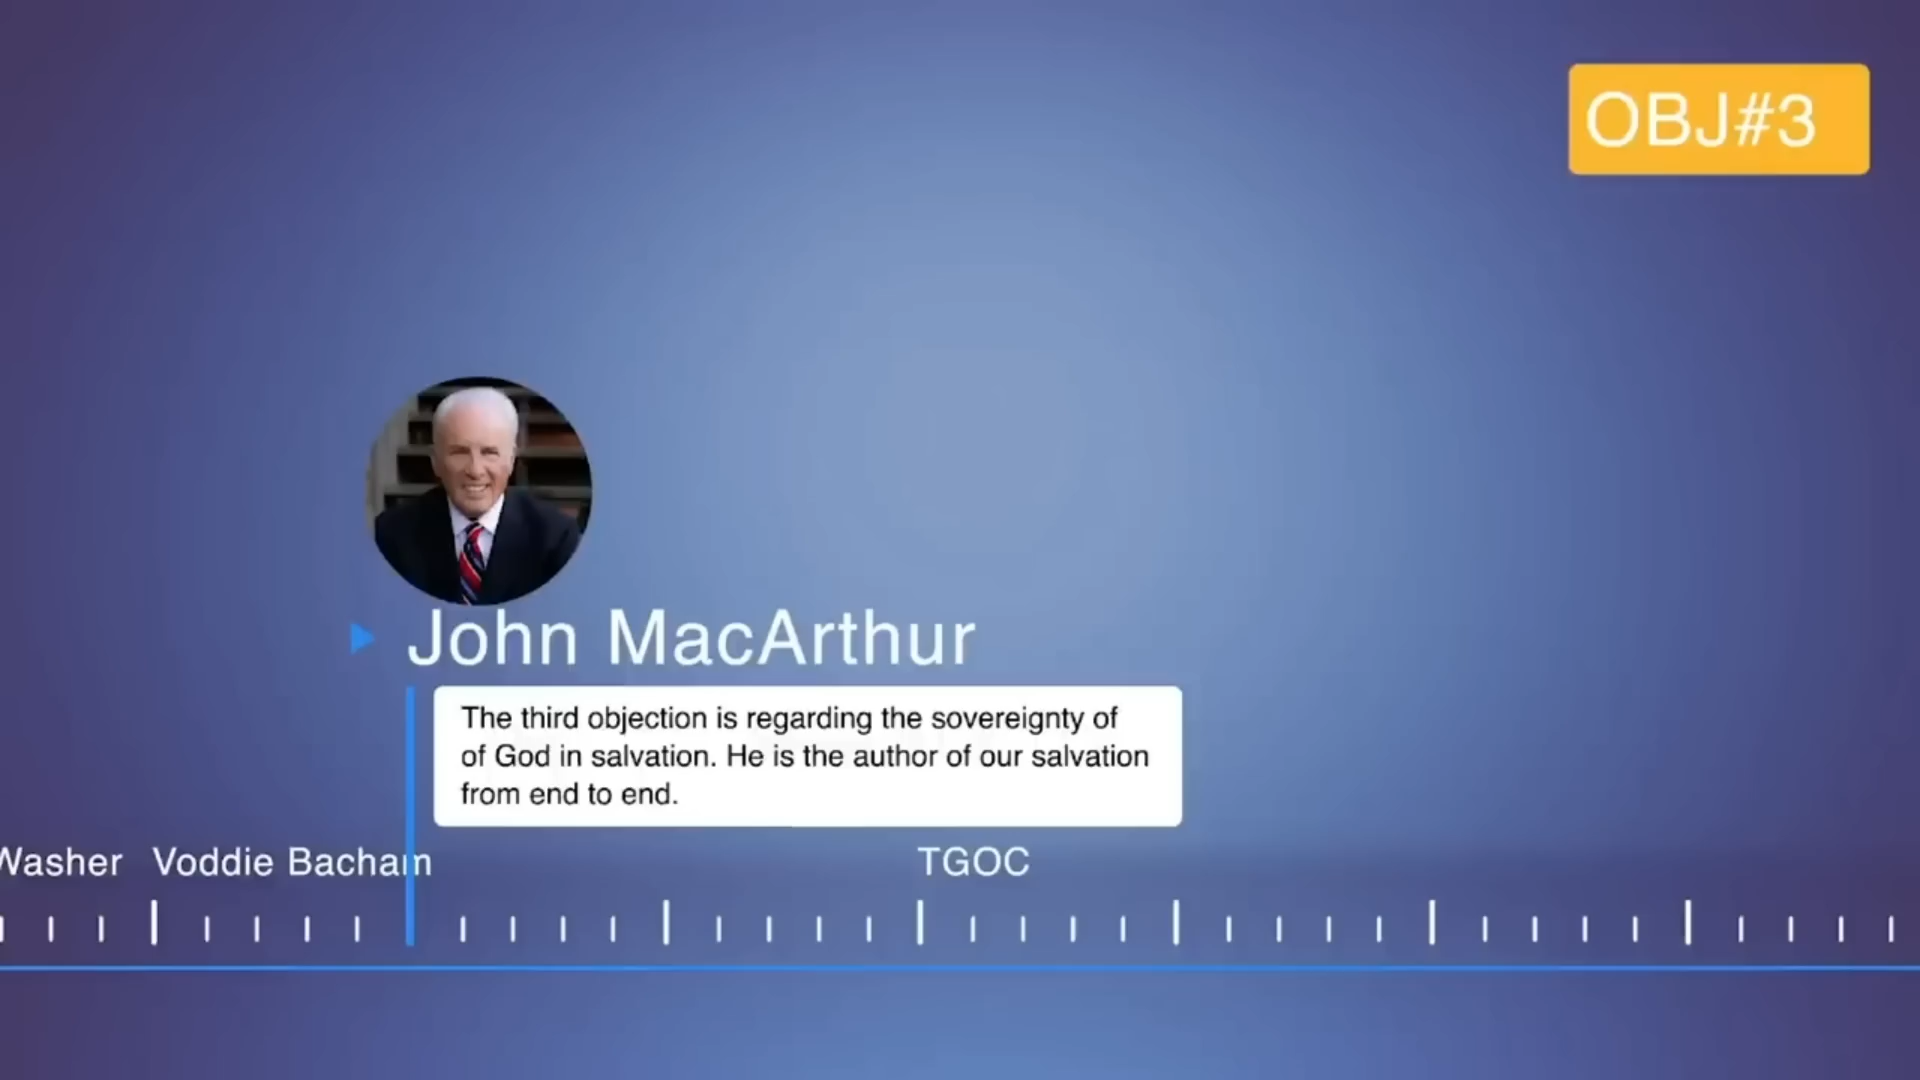 OBJ#3
John MacArthur
The third objection is regarding the sovereignty of
of God in salvation. He is the author of our salvation
from end to end.
Washer Voddie Bacham TGOC